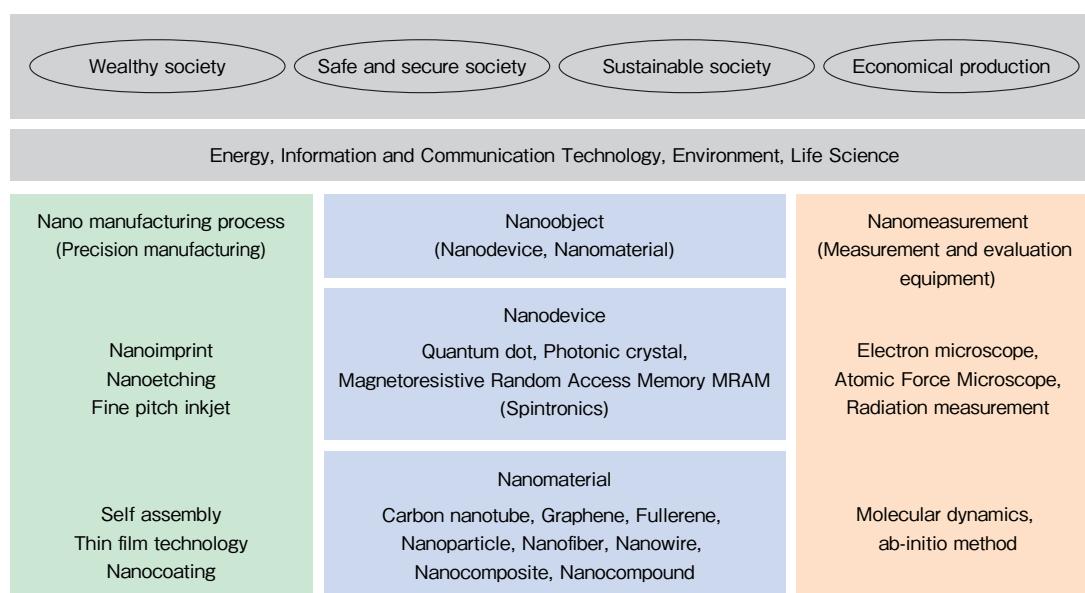 Wealthy society
Safe and secure society
Sustainable society
Economical production
Energy, Information and Communication Technology, Environment, Life Science
Nano manufacturing process
(Precision manufacturing)
Nanoimprint
Nanoetching
Fine pitch inkjet
Self assembly
Thin film technology
Nanocoating
Nanoobject
(Nanodevice, Nanomaterial)
Nanodevice
Quantum dot, Photonic crystal,
Magnetoresistive Random Access Memory MRAM
(Spintronics)
Nanomaterial
Carbon nanotube, Graphene, Fullerene,
Nanoparticle, Nanofiber, Nanowire,
Nanocomposite, Nanocompound
Nanomeasurement
(Measurement and evaluation
equipment)
Electron microscope,
Atomic Force Microscope,
Radiation measurement
Molecular dynamics,
ab-initio method